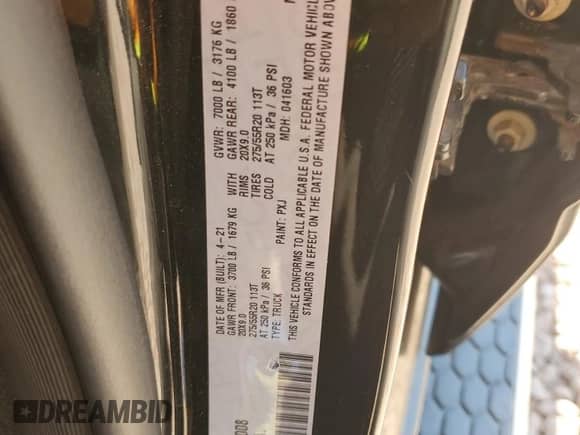 DATE OF MFR (BUILT): 4-21 GVWR: 7000 LB / 3176 KG
GAWR FRONT: 3700 LB / 1679 KG WITH GAWR REAR: 4100 LB / 1860
20X9.0 RIMS 20X9.0
275/55R20 113T TIRES 275/55R20 113T
AT 250 kPa / 36 PSI COLD AT 250 kPa / 36 PSI
TYPE: TRUCK PAINT: PXJ MDH: 041603
THIS VEHICLE CONFORMS TO ALL APPLICABLE U.S.A. FEDERAL MOTOR VEHICL
STANDARDS IN EFFECT ON THE DATE OF MANUFACTURE SHOWN ABOV
DREAMBID